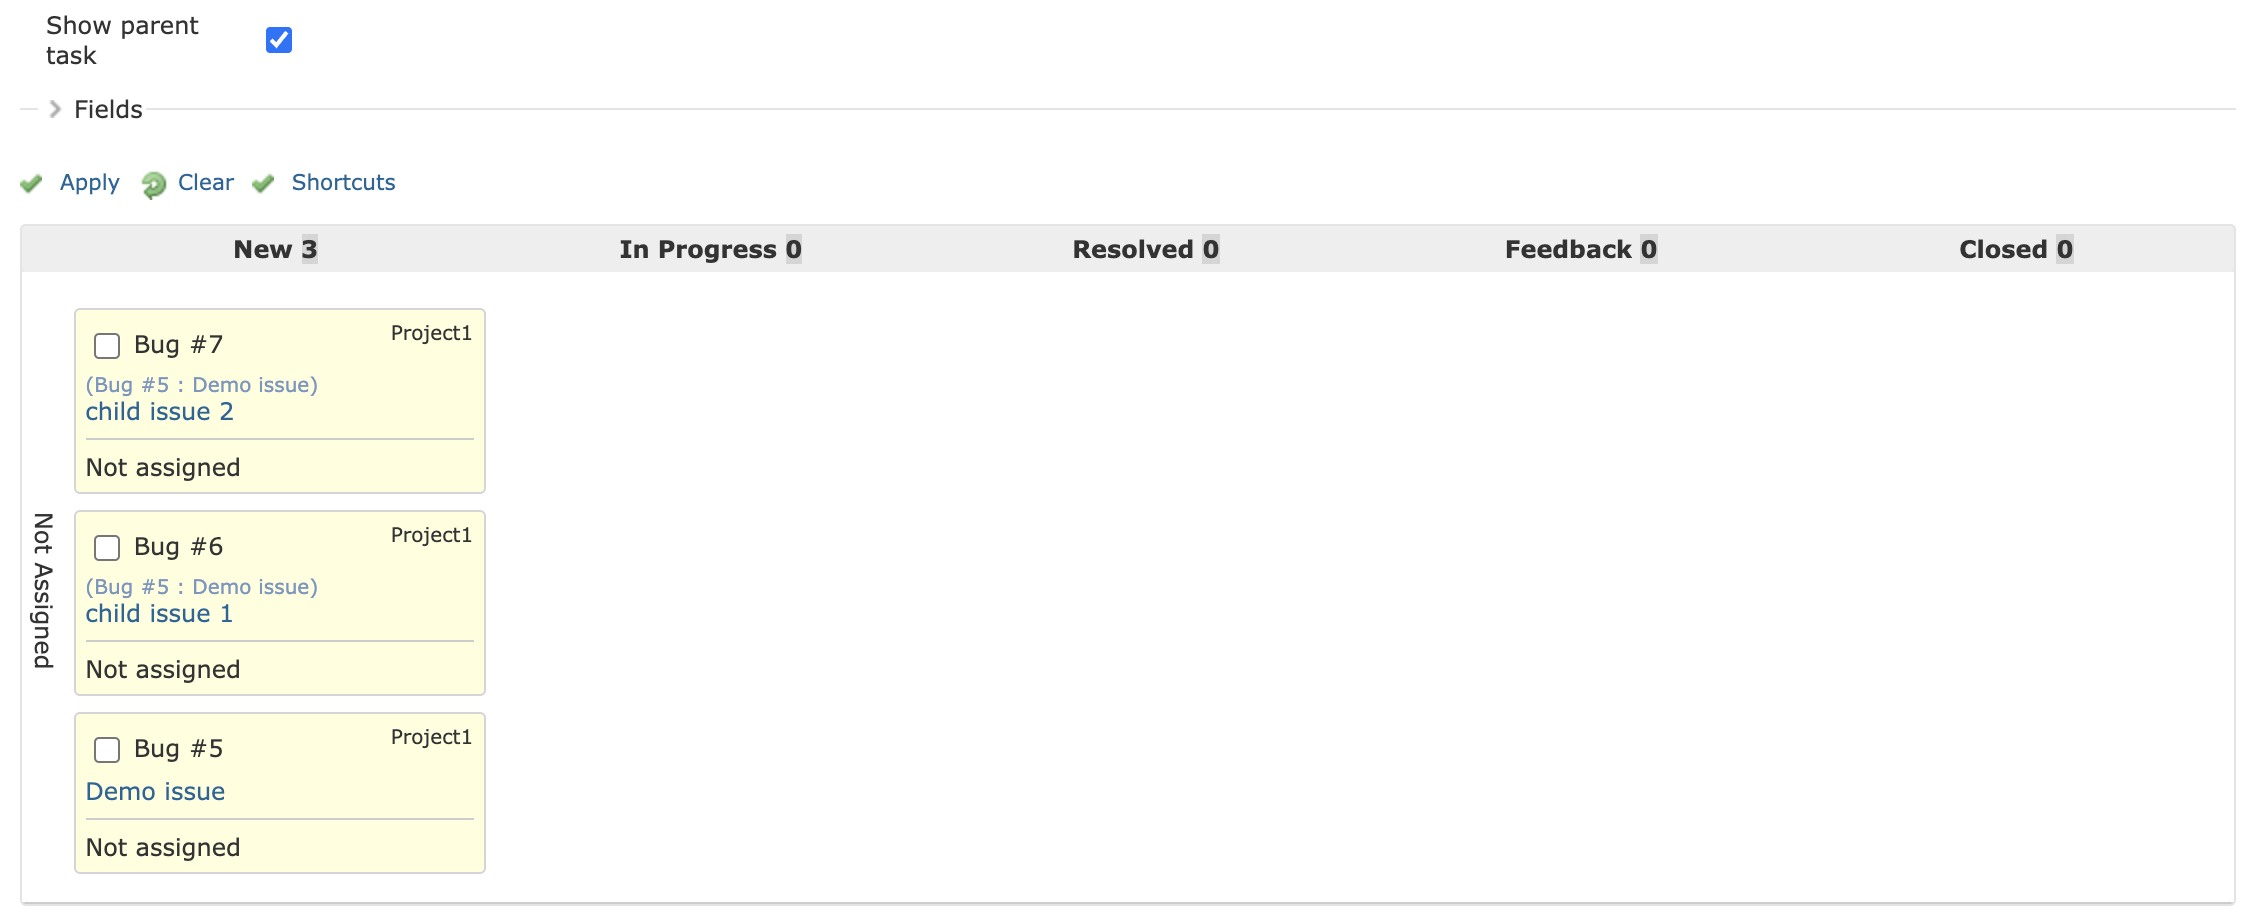 Show parent
task
Fields
Apply Clear Shortcuts
New 3 In Progress 0 Resolved 0 Feedback 0 Closed 0
Not Assigned
Bug #7 Project1
(Bug #5 : Demo issue)
child issue 2
Not assigned
Bug #6 Project1
(Bug #5 : Demo issue)
child issue 1
Not assigned
Bug #5 Project1
Demo issue
Not assigned